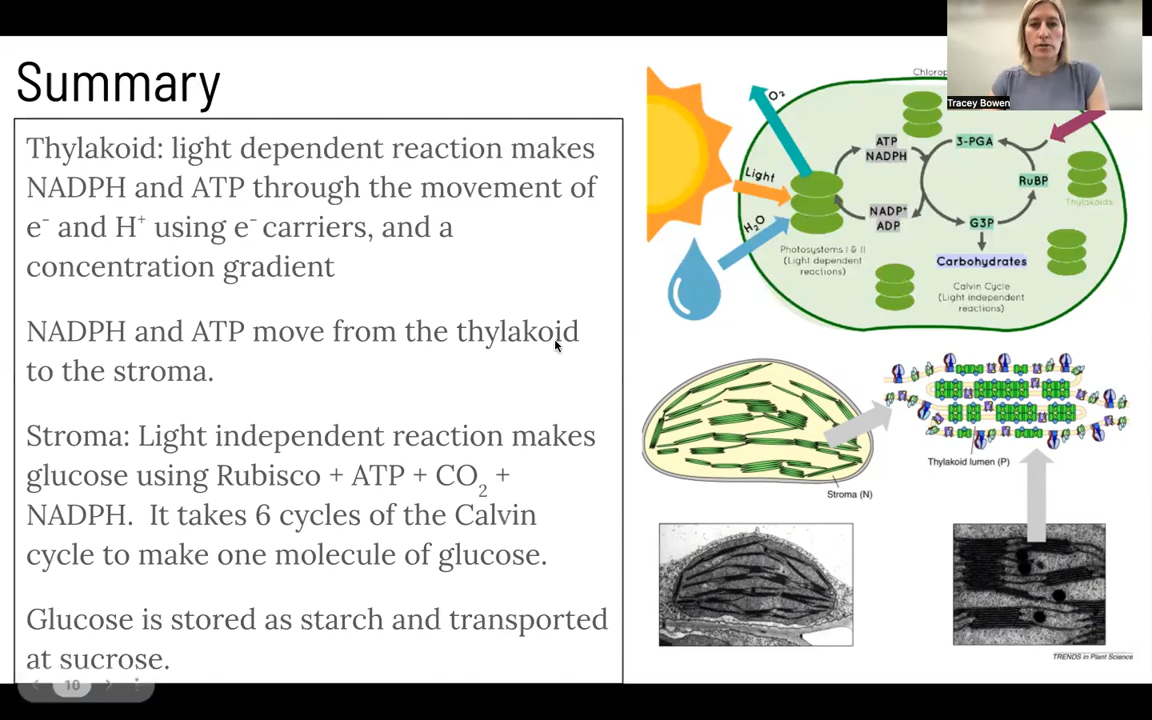 Summary
Thylakoid: light dependent reaction makes
NADPH and ATP through the movement of
e⁻ and H⁺ using e⁻ carriers, and a
concentration gradient
NADPH and ATP move from the thylakoid
to the stroma.
Stroma: Light independent reaction makes
glucose using Rubisco + ATP + CO₂ +
NADPH. It takes 6 cycles of the Calvin
cycle to make one molecule of glucose.
Glucose is stored as starch and transported
at sucrose.
10
Tracey Bowen
Chlorop
O₂
Light
H₂O
ATP
NADPH
NADP⁺
ADP
3-PGA
RuBP
G3P
Carbohydrates
Thylakoids
Photosystems I & II
(Light dependent
reactions)
Calvin Cycle
(Light independent
reactions)
Stroma (N)
Thylakoid lumen (P)
TRENDS in Plant Science